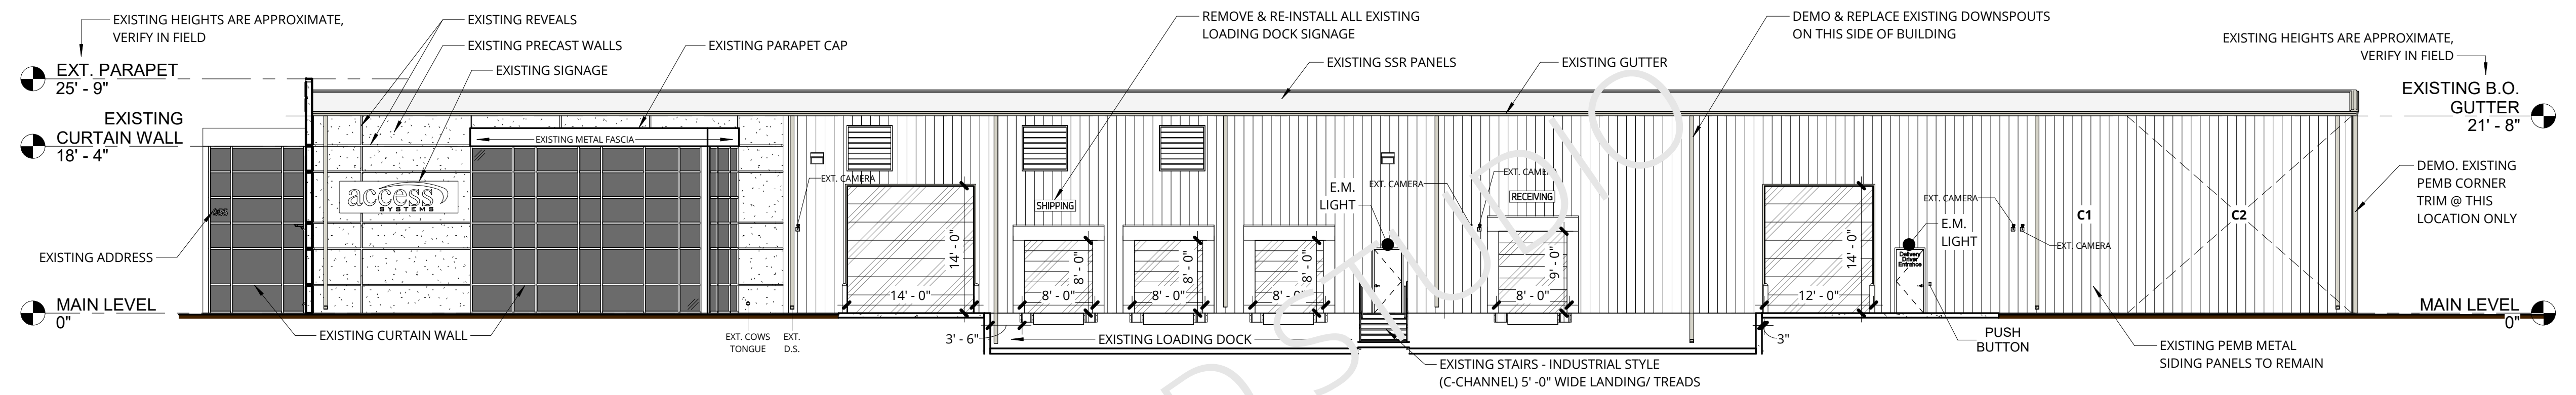 EXISTING HEIGHTS ARE APPROXIMATE,
VERIFY IN FIELD
EXISTING REVEALS
EXISTING PRECAST WALLS
EXISTING SIGNAGE
EXISTING PARAPET CAP
REMOVE & RE-INSTALL ALL EXISTING
LOADING DOCK SIGNAGE
EXISTING SSR PANELS
EXISTING GUTTER
DEMO & REPLACE EXISTING DOWNSPOUTS
ON THIS SIDE OF BUILDING
EXISTING HEIGHTS ARE APPROXIMATE,
VERIFY IN FIELD
EXT. PARAPET
25' - 9"
EXISTING
CURTAIN WALL
18' - 4"
EXISTING B.O.
GUTTER
21' - 8"
EXISTING METAL FASCIA
access
SYSTEMS
EXT. CAMERA
SHIPPING
E.M.
LIGHT
EXT. CAMERA
EXT. CAMERA
RECEIVING
EXT. CAMERA
E.M.
LIGHT
EXT. CAMERA
Delivery
Driver
Entrance
C1
C2
DEMO. EXISTING
PEMB CORNER
TRIM @ THIS
LOCATION ONLY
EXISTING ADDRESS
14' - 0"
14' - 0"
8' - 0"
8' - 0"
8' - 0"
8' - 0"
8' - 0"
8' - 0"
9' - 0"
8' - 0"
14' - 0"
12' - 0"
MAIN LEVEL
0"
MAIN LEVEL
0"
EXISTING CURTAIN WALL
EXT. COWS
TONGUE
EXT.
D.S.
3' - 6"
EXISTING LOADING DOCK
3"
PUSH
BUTTON
EXISTING STAIRS - INDUSTRIAL STYLE
(C-CHANNEL) 5' -0" WIDE LANDING/ TREADS
EXISTING PEMB METAL
SIDING PANELS TO REMAIN
STUDIO